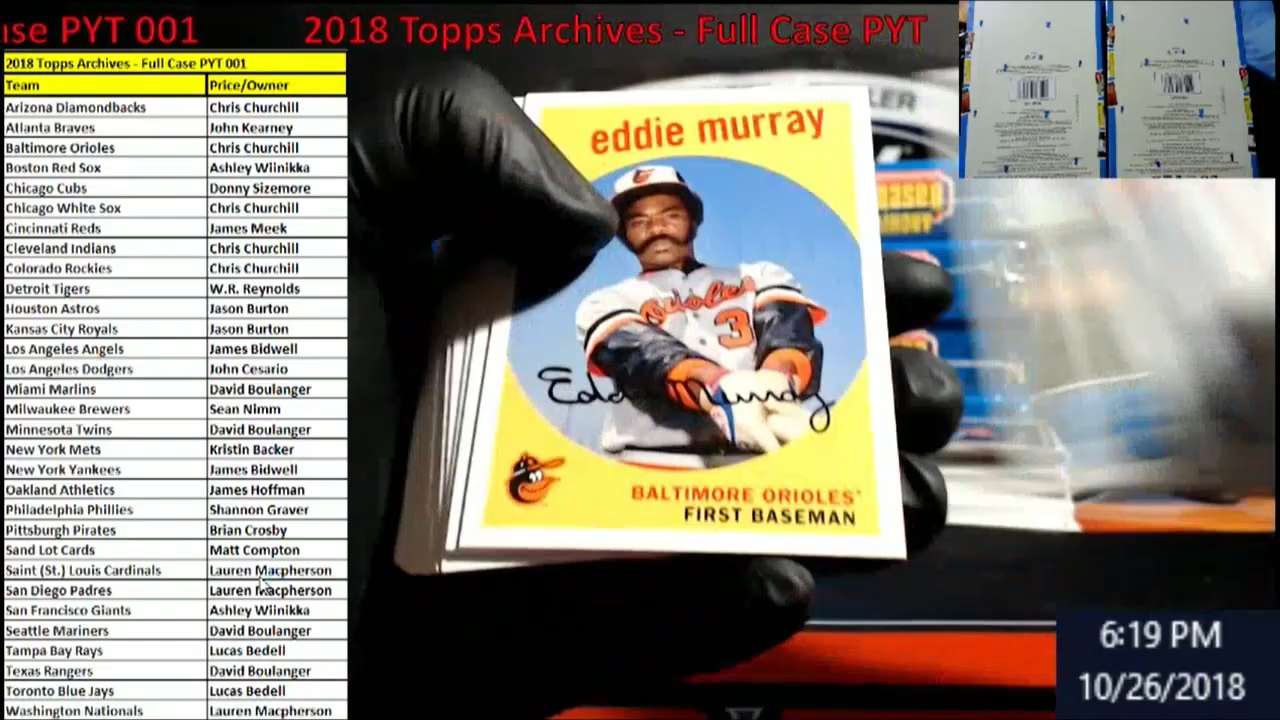 ase PYT 001 2018 Topps Archives - Full Case PYT
2018 Topps Archives - Full Case PYT 001
Team Price/Owner
Arizona Diamondbacks Chris Churchill
Atlanta Braves John Kearney
Baltimore Orioles Chris Churchill
Boston Red Sox Ashley Wiinikka
Chicago Cubs Donny Sizemore
Chicago White Sox Chris Churchill
Cincinnati Reds James Meek
Cleveland Indians Chris Churchill
Colorado Rockies Chris Churchill
Detroit Tigers W.R. Reynolds
Houston Astros Jason Burton
Kansas City Royals Jason Burton
Los Angeles Angels James Bidwell
Los Angeles Dodgers John Cesario
Miami Marlins David Boulanger
Milwaukee Brewers Sean Nimm
Minnesota Twins David Boulanger
New York Mets Kristin Backer
New York Yankees James Bidwell
Oakland Athletics James Hoffman
Philadelphia Phillies Shannon Graver
Pittsburgh Pirates Brian Crosby
Sand Lot Cards Matt Compton
Saint (St.) Louis Cardinals Lauren Macpherson
San Diego Padres Lauren Macpherson
San Francisco Giants Ashley Wiinikka
Seattle Mariners David Boulanger
Tampa Bay Rays Lucas Bedell
Texas Rangers David Boulanger
Toronto Blue Jays Lucas Bedell
Washington Nationals Lauren Macpherson
eddie murray
Orioles
3
Eddie Murray
BALTIMORE ORIOLES'
FIRST BASEMAN
6:19 PM
10/26/2018